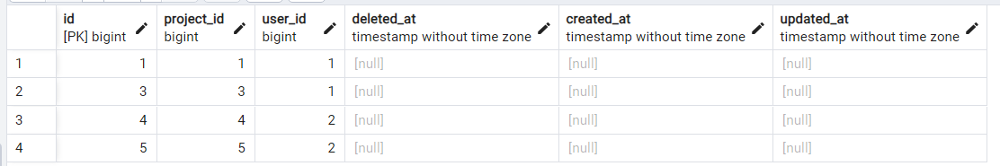 id project_id user_id deleted_at created_at updated_at
[PK] bigint bigint bigint timestamp without time zone timestamp without time zone timestamp without time zone
1 1 1 1 [null] [null] [null]
2 3 3 1 [null] [null] [null]
3 4 4 2 [null] [null] [null]
4 5 5 2 [null] [null] [null]